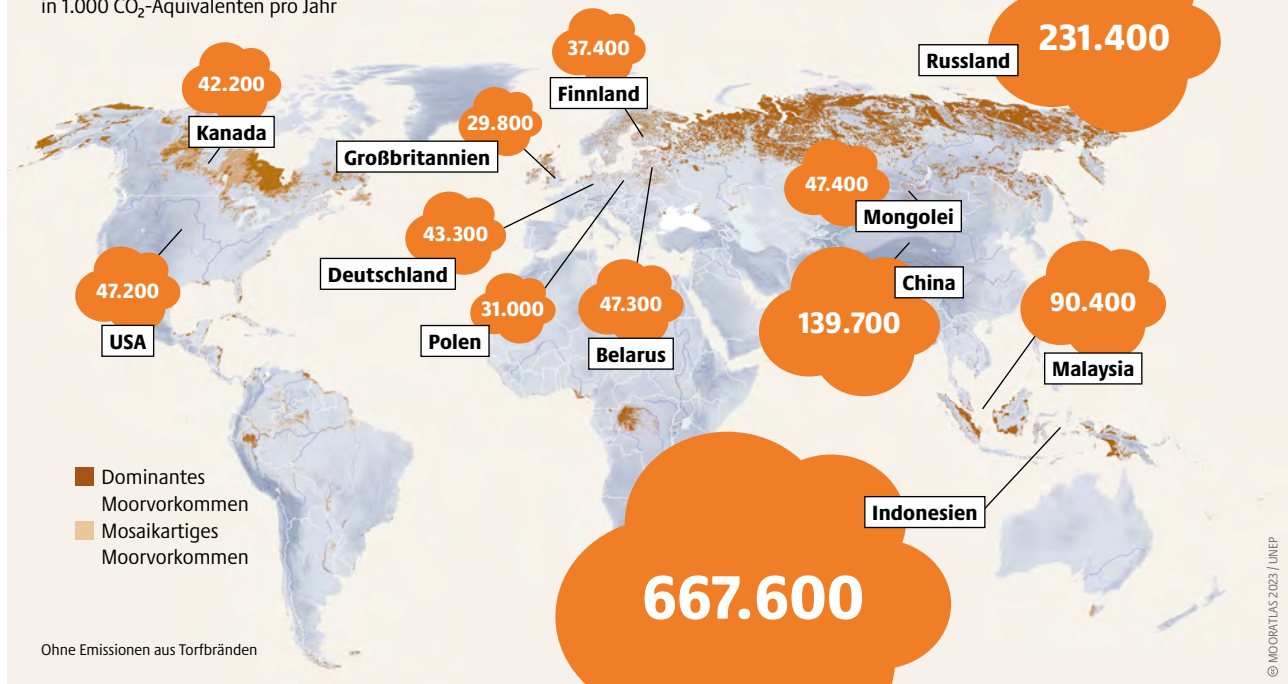 in 1.000 CO₂-Äquivalenten pro Jahr
231.400
Russland
37.400
Finnland
42.200
Kanada
29.800
Großbritannien
47.400
Mongolei
43.300
Deutschland
China
139.700
47.200
USA
31.000
Polen
47.300
Belarus
90.400
Malaysia
Dominantes
Moorvorkommen
Mosaikartiges
Moorvorkommen
Indonesien
667.600
Ohne Emissionen aus Torfbränden
cc MOORATLAS 2023 / UNEP